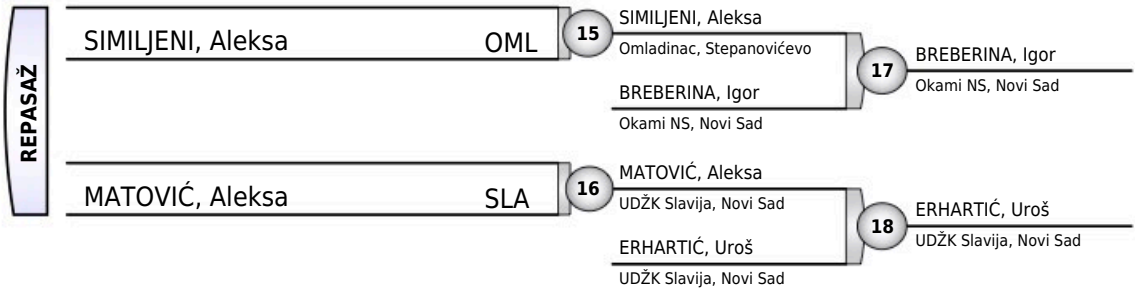 REPASAŽ
SIMILJENI, Aleksa OML
15
SIMILJENI, Aleksa
Omladinac, Stepanovićevo
BREBERINA, Igor
Okami NS, Novi Sad
17
BREBERINA, Igor
Okami NS, Novi Sad
MATOVIĆ, Aleksa SLA
16
MATOVIĆ, Aleksa
UDŽK Slavija, Novi Sad
ERHARTIĆ, Uroš
UDŽK Slavija, Novi Sad
18
ERHARTIĆ, Uroš
UDŽK Slavija, Novi Sad